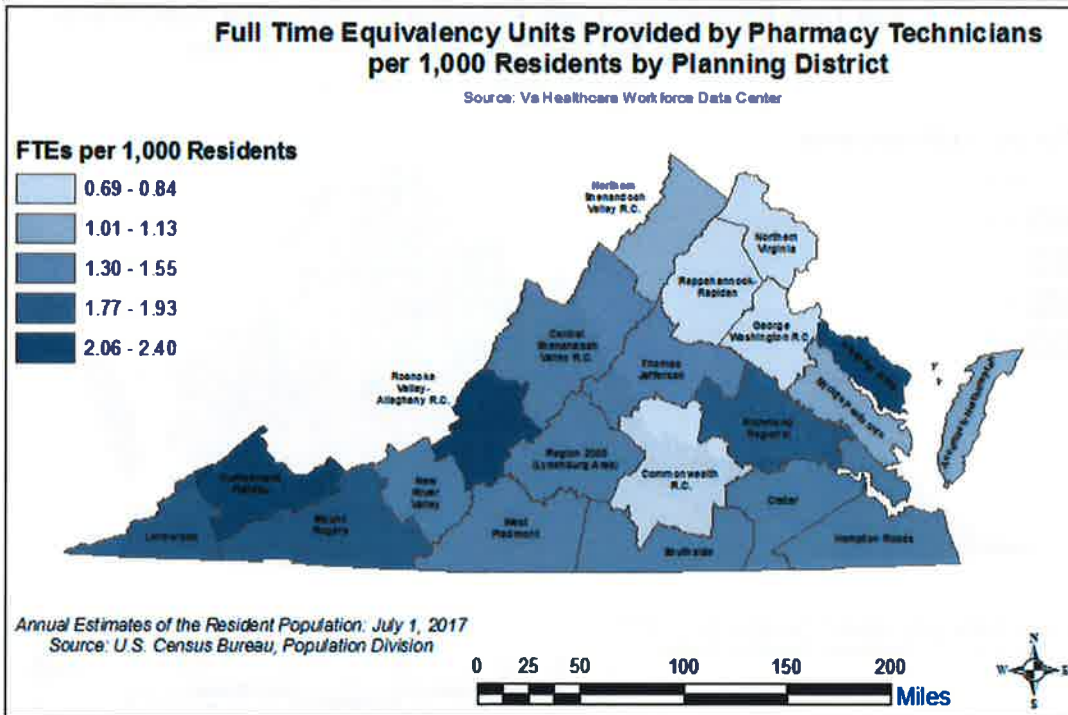 Full Time Equivalency Units Provided by Pharmacy Technicians
per 1,000 Residents by Planning District
Source: Va Healthcare Workforce Data Center
FTEs per 1,000 Residents
0.69 - 0.84
1.01 - 1.13
1.30 - 1.55
1.77 - 1.93
2.06 - 2.40
Northern
Shenandoah
Valley R.C.
Northern
Virginia
Rappahannock-
Rapidan
George
Washington R.C.
Central
Shenandoah
Valley R.C.
Thomas
Jefferson
Roanoke
Valley-
Alleghany R.C.
Richmond
Regional
Region 2000
(Lynchburg Area)
Commonwealth
R.C.
Cumberland
Plateau
New
River
Valley
Mount
Rogers
West
Piedmont
Southside
Crater
Hampton Roads
Annual Estimates of the Resident Population: July 1, 2017
Source: U.S. Census Bureau, Population Division
0 25 50 100 150 200
Miles
N
W E
S